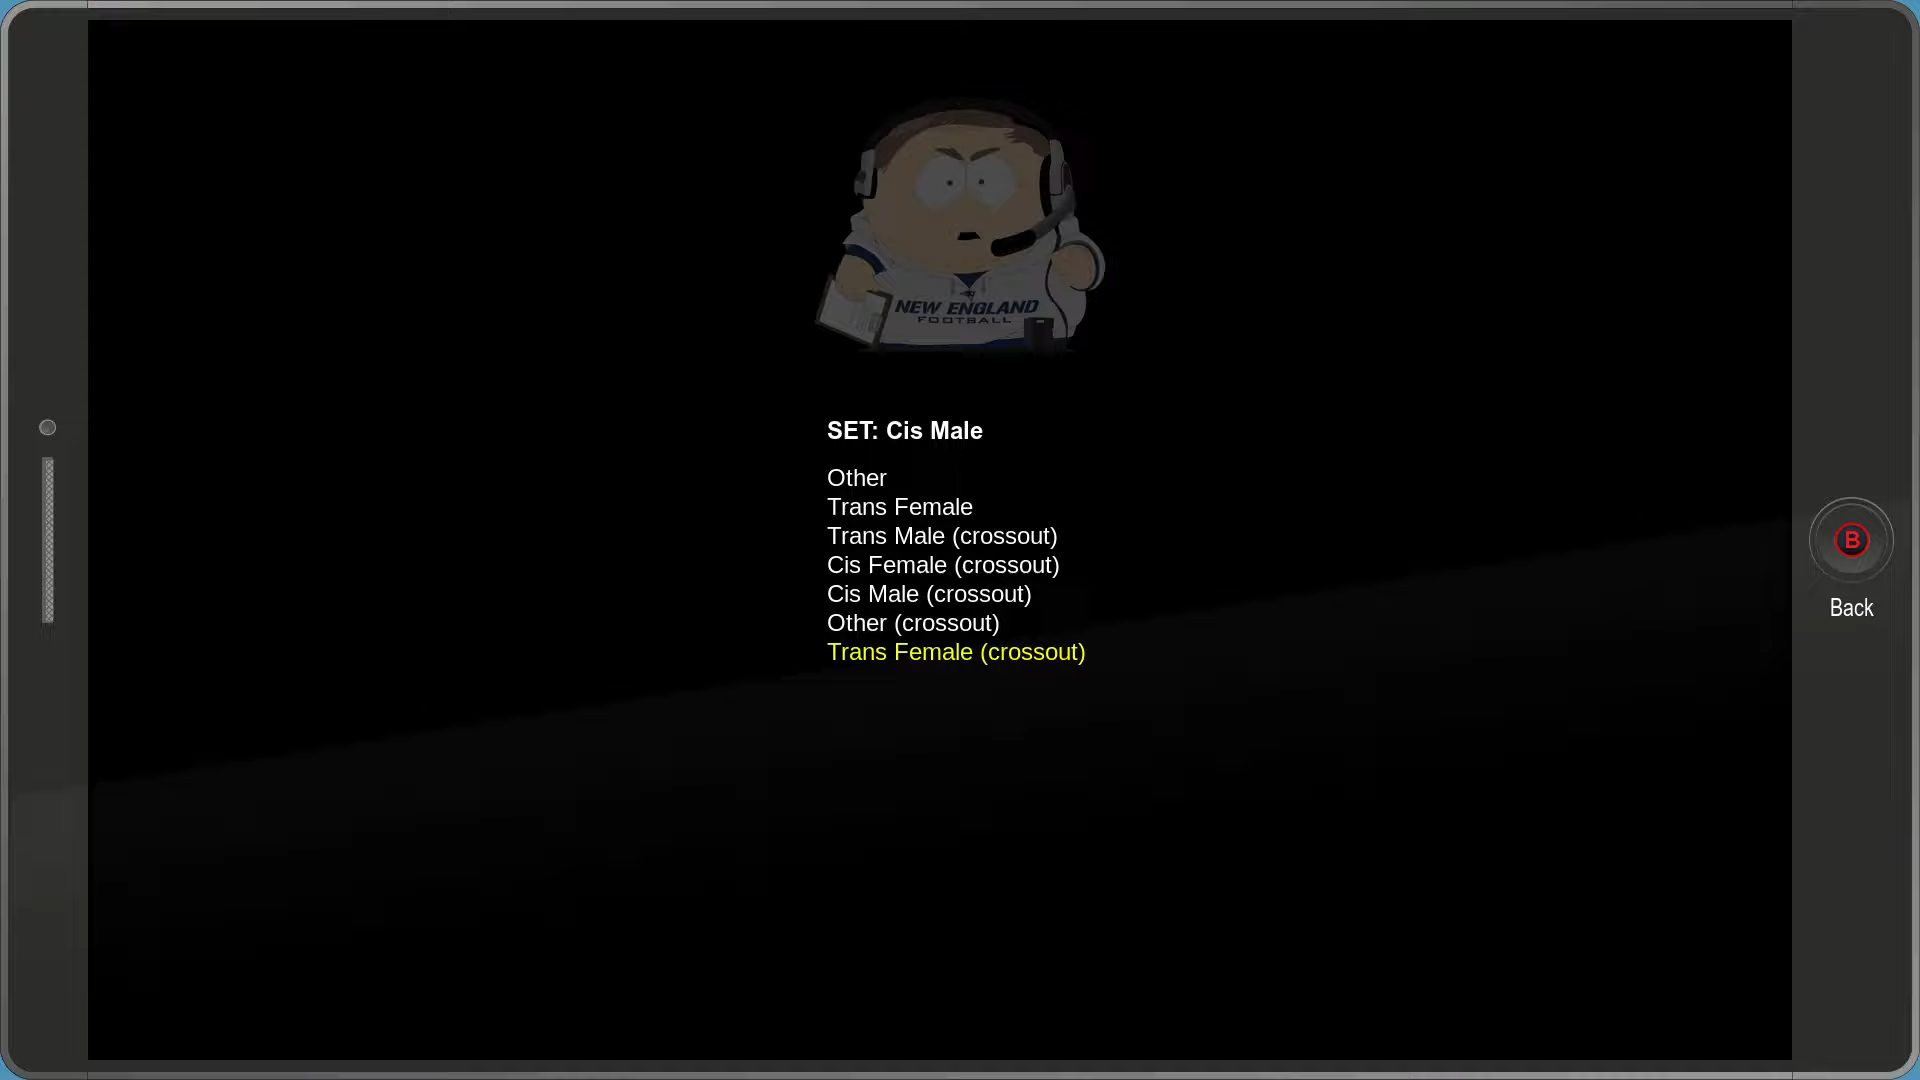 NEW ENGLAND
FOOTBALL
SET: Cis Male
Other
Trans Female
Trans Male (crossout)
Cis Female (crossout)
Cis Male (crossout)
Other (crossout)
Trans Female (crossout)
B
Back